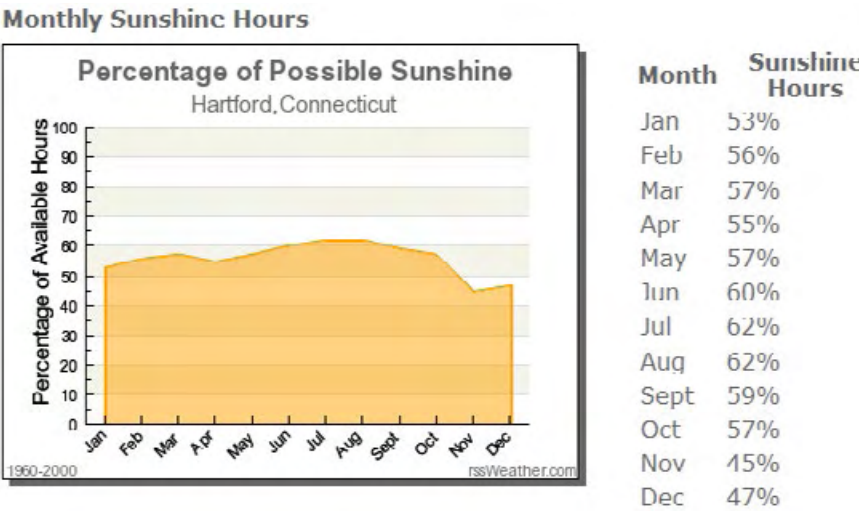 Monthly Sunshine Hours
Percentage of Possible Sunshine
Hartford, Connecticut
Percentage of Available Hours
100
90
80
70
60
50
40
30
20
10
0
Jan Feb Mar Apr May Jun Jul Aug Sept Oct Nov Dec
1960-2000 rssWeather.com
Month Sunshine Hours
Jan 53%
Feb 56%
Mar 57%
Apr 55%
May 57%
Jun 60%
Jul 62%
Aug 62%
Sept 59%
Oct 57%
Nov 45%
Dec 47%